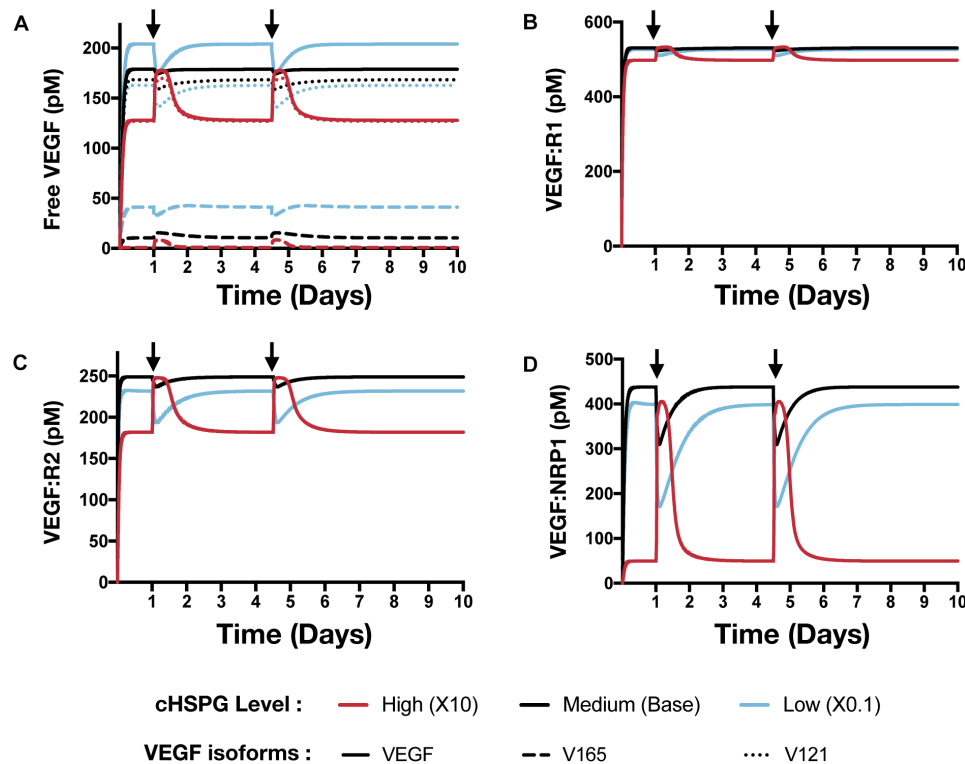 A
B
Free VEGF (pM)
200
150
100
50
0
1 2 3 4 5 6 7 8 9 10
Time (Days)
VEGF:R1 (pM)
600
400
200
0
1 2 3 4 5 6 7 8 9 10
Time (Days)
C
D
VEGF:R2 (pM)
250
200
150
100
50
0
1 2 3 4 5 6 7 8 9 10
Time (Days)
VEGF:NRP1 (pM)
500
400
300
200
100
0
1 2 3 4 5 6 7 8 9 10
Time (Days)
cHSPG Level : High (X10) Medium (Base) Low (X0.1)
VEGF isoforms : VEGF V165 V121